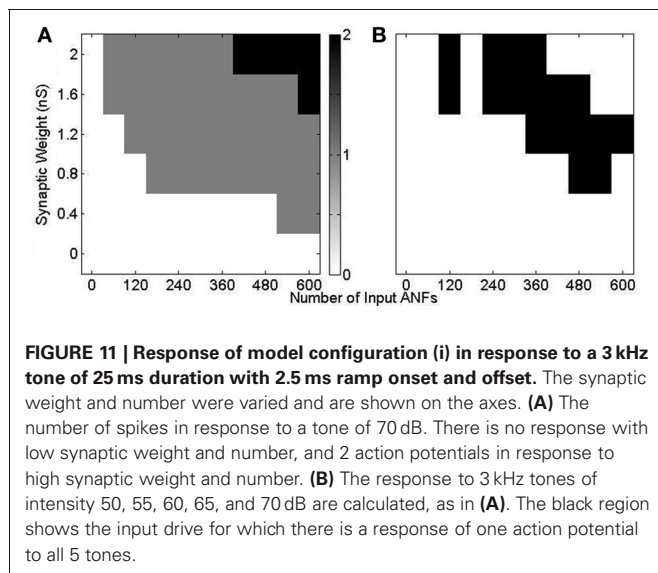 A
B
2
1.6
1.2
0.8
0.4
0
Synaptic Weight (nS)
2
1
0
0 120 240 360 480 600
0 120 240 360 480 600
Number of Input ANFs
FIGURE 11 | Response of model configuration (i) in response to a 3 kHz
tone of 25 ms duration with 2.5 ms ramp onset and offset. The synaptic
weight and number were varied and are shown on the axes. (A) The
number of spikes in response to a tone of 70 dB. There is no response with
low synaptic weight and number, and 2 action potentials in response to
high synaptic weight and number. (B) The response to 3 kHz tones of
intensity 50, 55, 60, 65, and 70 dB are calculated, as in (A). The black region
shows the input drive for which there is a response of one action potential
to all 5 tones.